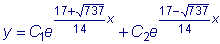 y = C₁e^((17+√737)/14 x) + C₂e^((17−√737)/14 x)